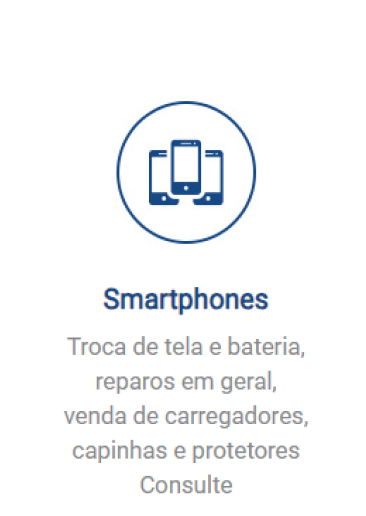 Smartphones
Troca de tela e bateria,
reparos em geral,
venda de carregadores,
capinhas e protetores
Consulte